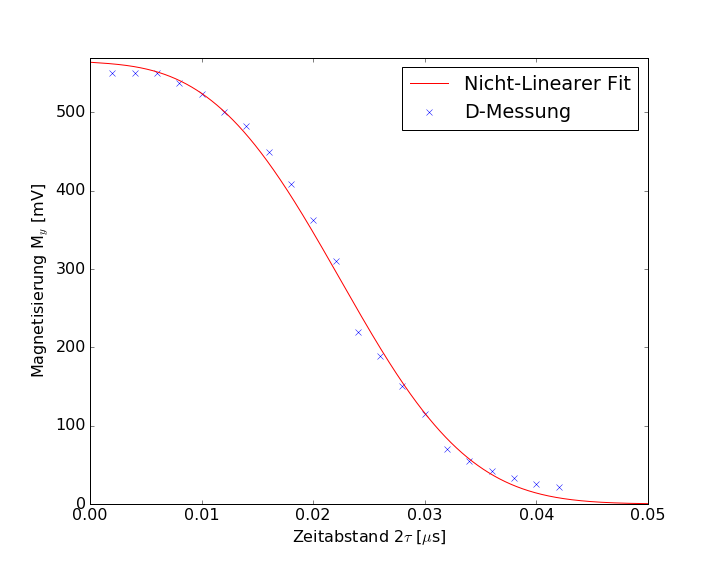 Nicht-Linearer Fit
D-Messung
Magnetisierung M_y [mV]
500
400
300
200
100
0
0.00 0.01 0.02 0.03 0.04 0.05
Zeitabstand 2τ [μs]